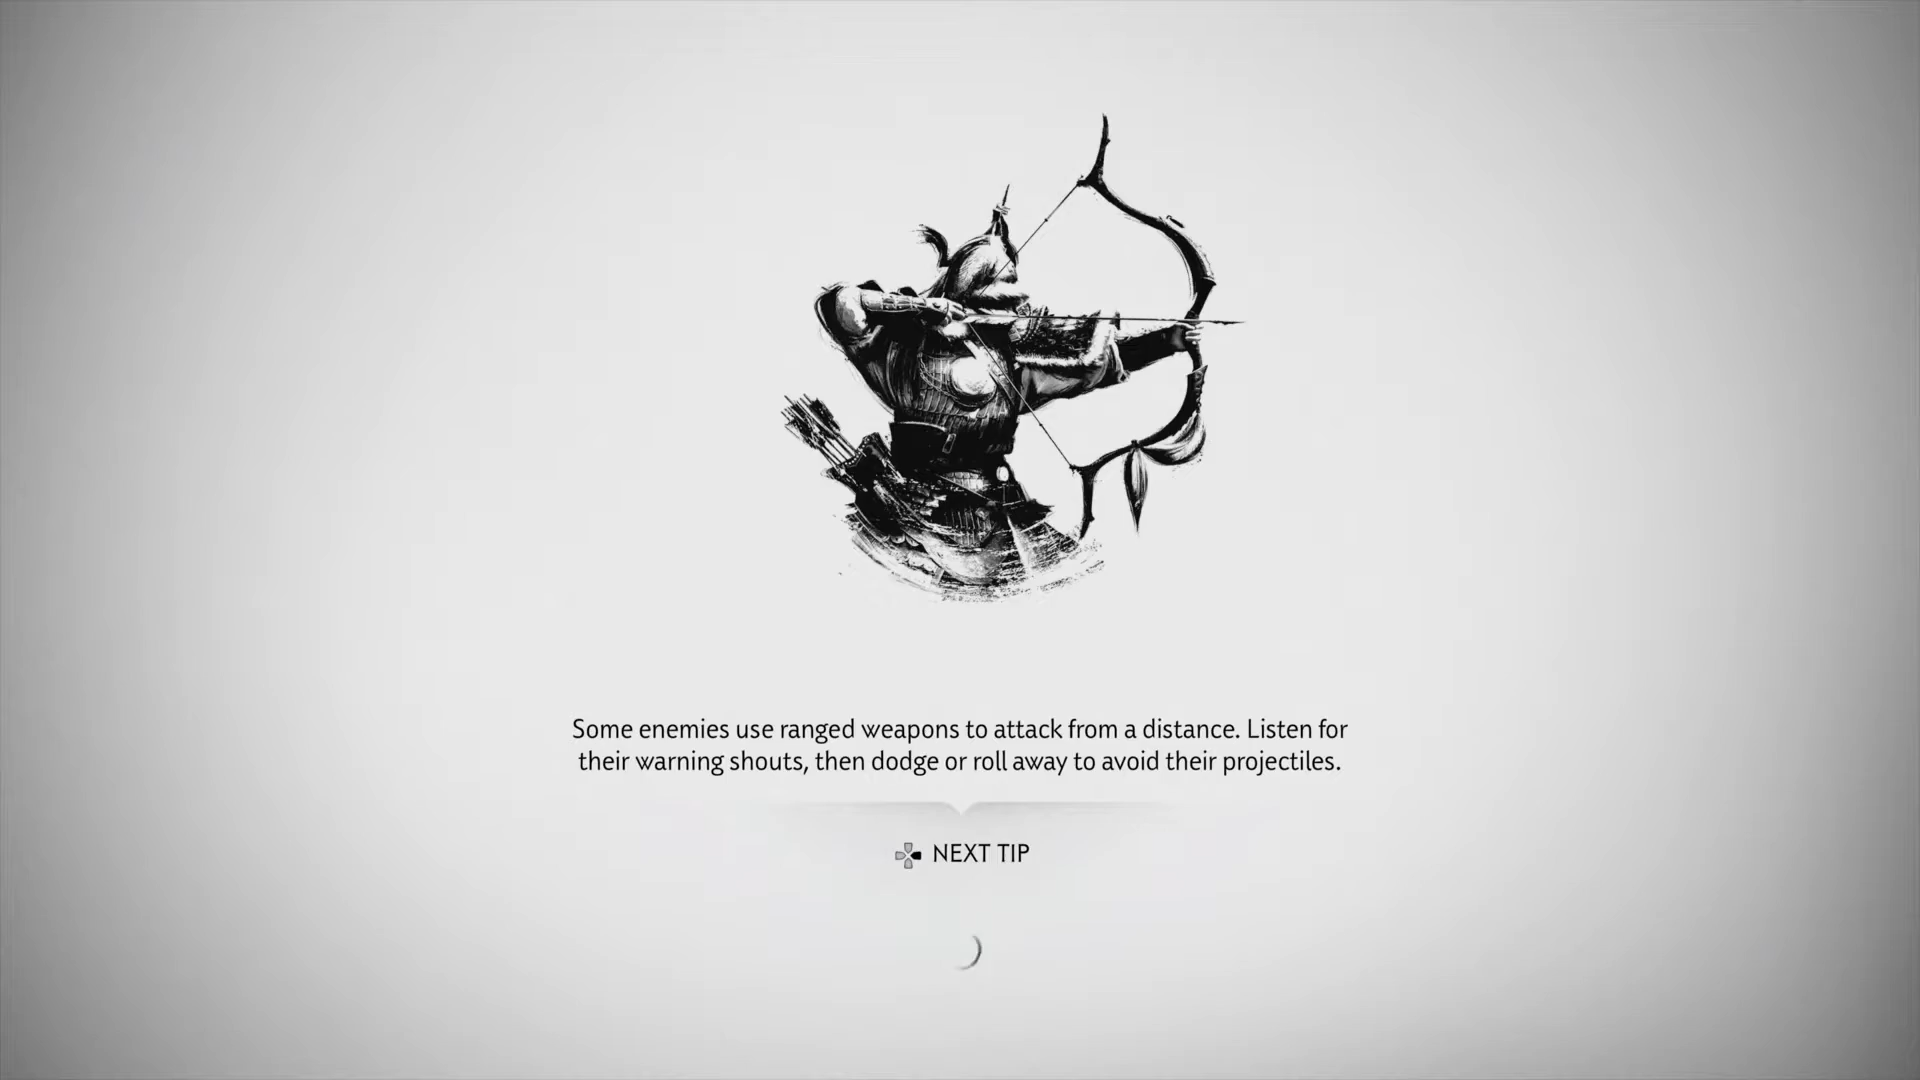 Some enemies use ranged weapons to attack from a distance. Listen for
their warning shouts, then dodge or roll away to avoid their projectiles.
NEXT TIP